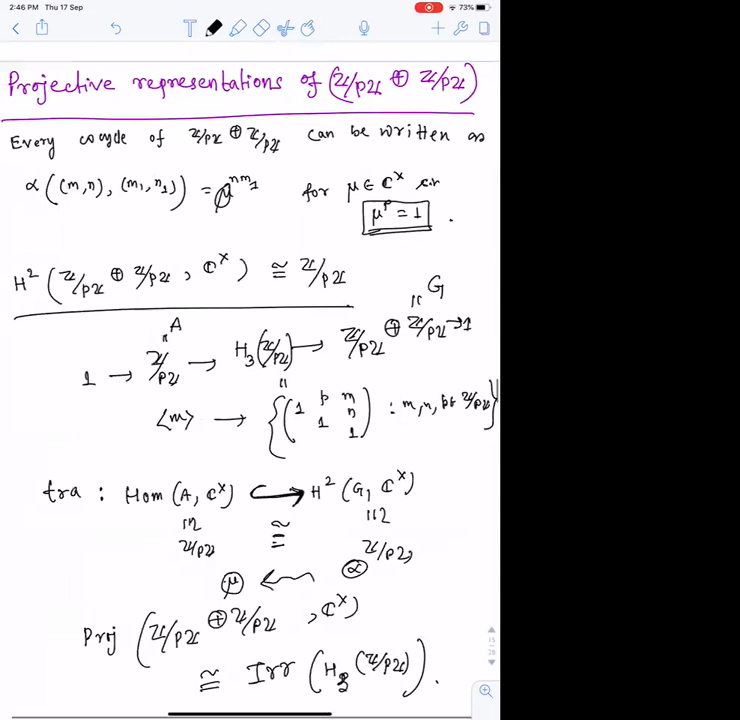 2:46 PM Thu 17 Sep
73%
Projective representations of (ℤ/pℤ ⊕ ℤ/pℤ)
Every cocycle of ℤ/pℤ ⊕ ℤ/pℤ can be written as
α((m,n), (m₁,n₁)) = μ^{nm₁} for μ ∈ ℂ^×
μ^p = 1 .
H²(ℤ/pℤ ⊕ ℤ/pℤ, ℂ^×) ≅ ℤ/pℤ
A = G =
1 → ℤ/pℤ → H₃(ℤ/pℤ) → ℤ/pℤ ⊕ ℤ/pℤ → 1
⟨m⟩ → = {(1 p m
1 n
1) : m, n, p ∈ ℤ/pℤ}
tra : Hom(A, ℂ^×) ↪ H²(G, ℂ^×)
≅ ≅ ≅
ℤ/pℤ ℤ/pℤ
μ ← α
Prj (ℤ/pℤ ⊕ ℤ/pℤ, ℂ^×)
≅ Irr (H₃(ℤ/pℤ)).